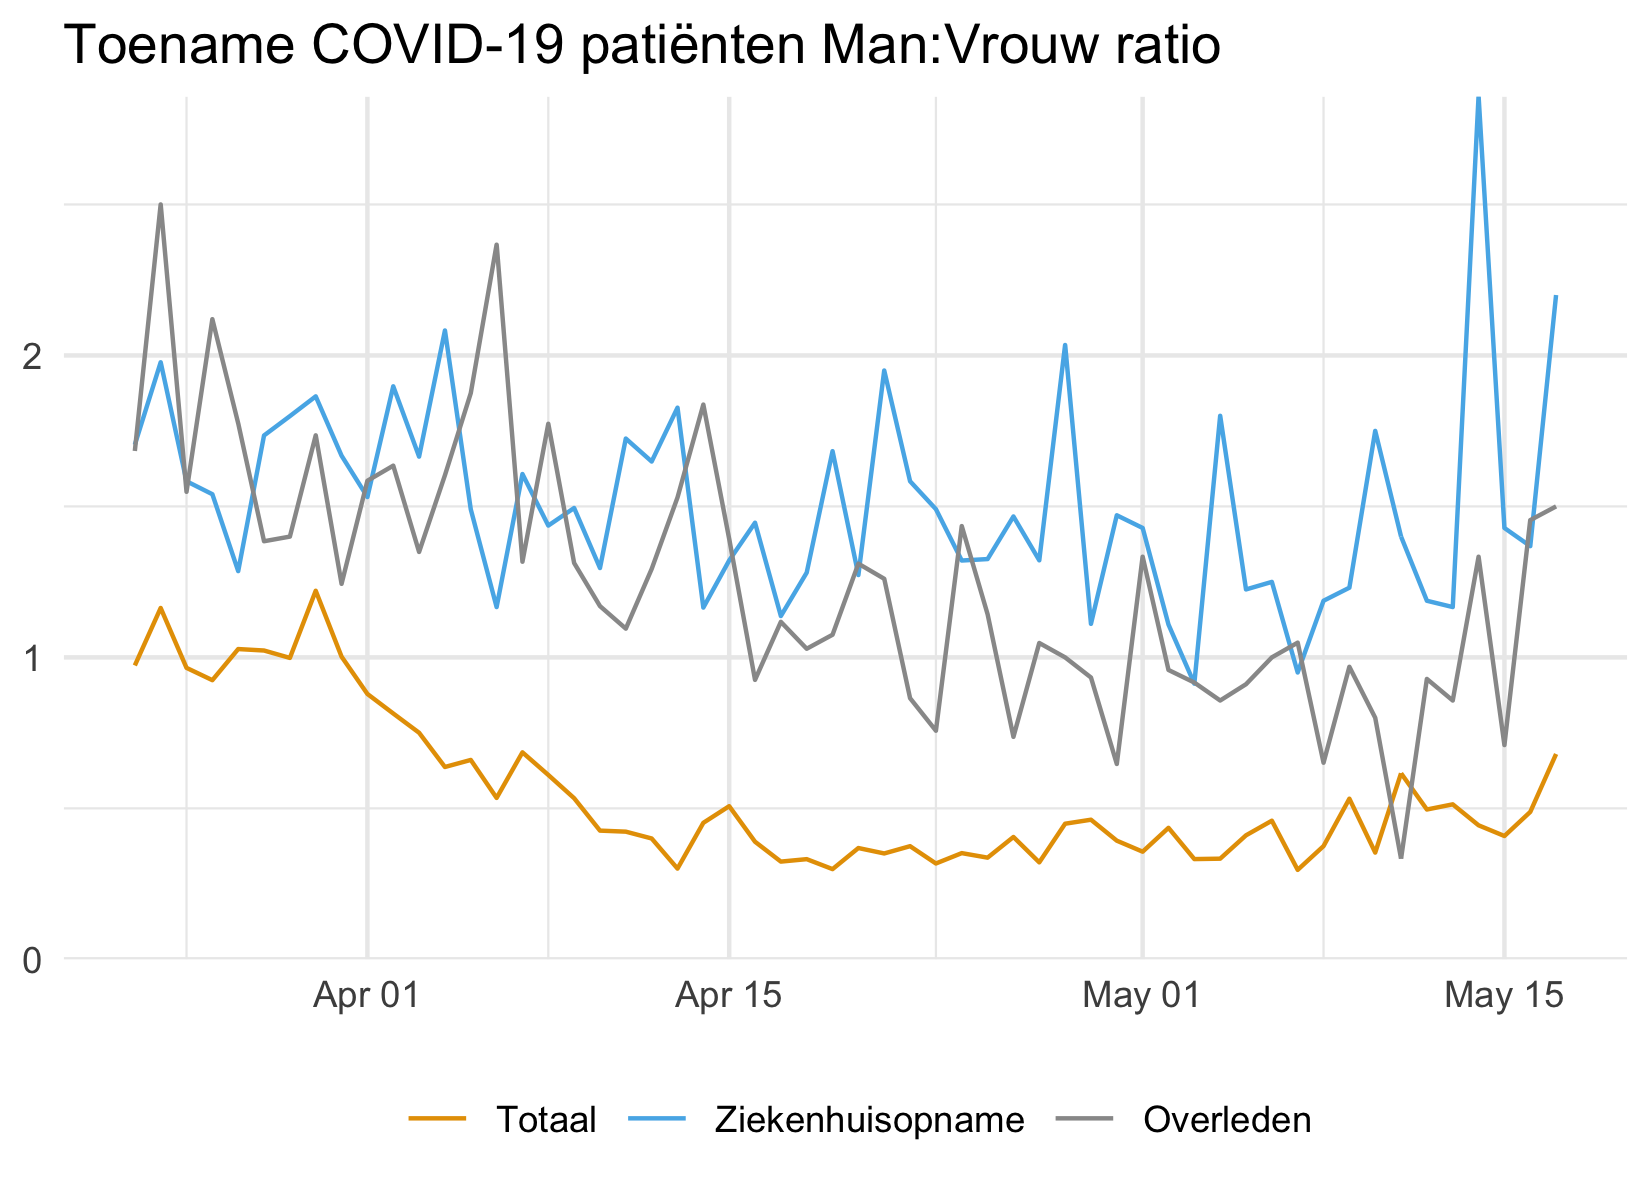 Toename COVID-19 patiënten Man:Vrouw ratio
2
1
0
Apr 01 Apr 15 May 01 May 15
Totaal Ziekenhuisopname Overleden